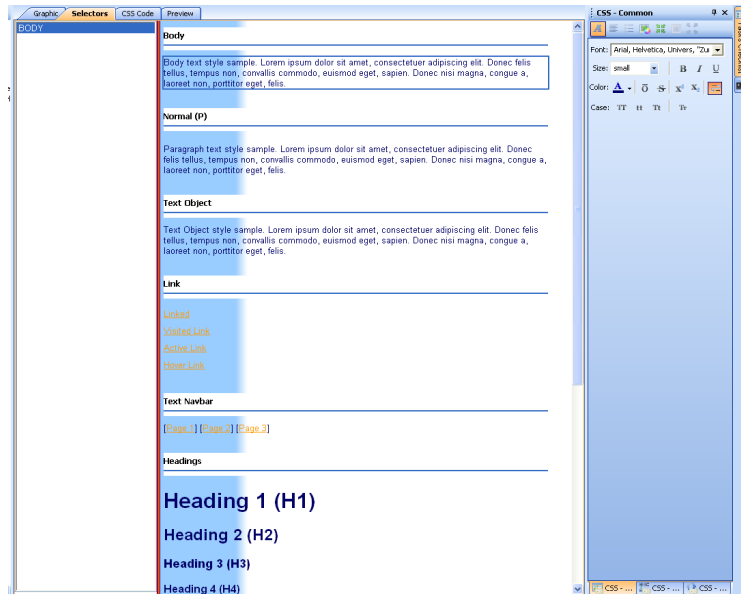 Graphic Selectors CSS Code Preview
BODY
Body
Body text style sample. Lorem ipsum dolor sit amet, consectetuer adipiscing elit. Donec felis
tellus, tempus non, convallis commodo, euismod eget, sapien. Donec nisi magna, congue a,
laoreet non, porttitor eget, felis.
Normal (P)
Paragraph text style sample. Lorem ipsum dolor sit amet, consectetuer adipiscing elit. Donec
felis tellus, tempus non, convallis commodo, euismod eget, sapien. Donec nisi magna, congue a,
laoreet non, porttitor eget, felis.
Text Object
Text Object style sample. Lorem ipsum dolor sit amet, consectetuer adipiscing elit. Donec felis
tellus, tempus non, convallis commodo, euismod eget, sapien. Donec nisi magna, congue a,
laoreet non, porttitor eget, felis.
Link
Linked
Visited Link
Active Link
Hover Link
Text Navbar
[Page 1] [Page 2] [Page 3]
Headings
Heading 1 (H1)
Heading 2 (H2)
Heading 3 (H3)
Heading 4 (H4)
CSS - Common
Font: Arial, Helvetica, Univers, "Zu
Size: small B I U
Color: A O S X² X₂
Case: TT tt Tt Tr
CSS - ... CSS - ... CSS - ...